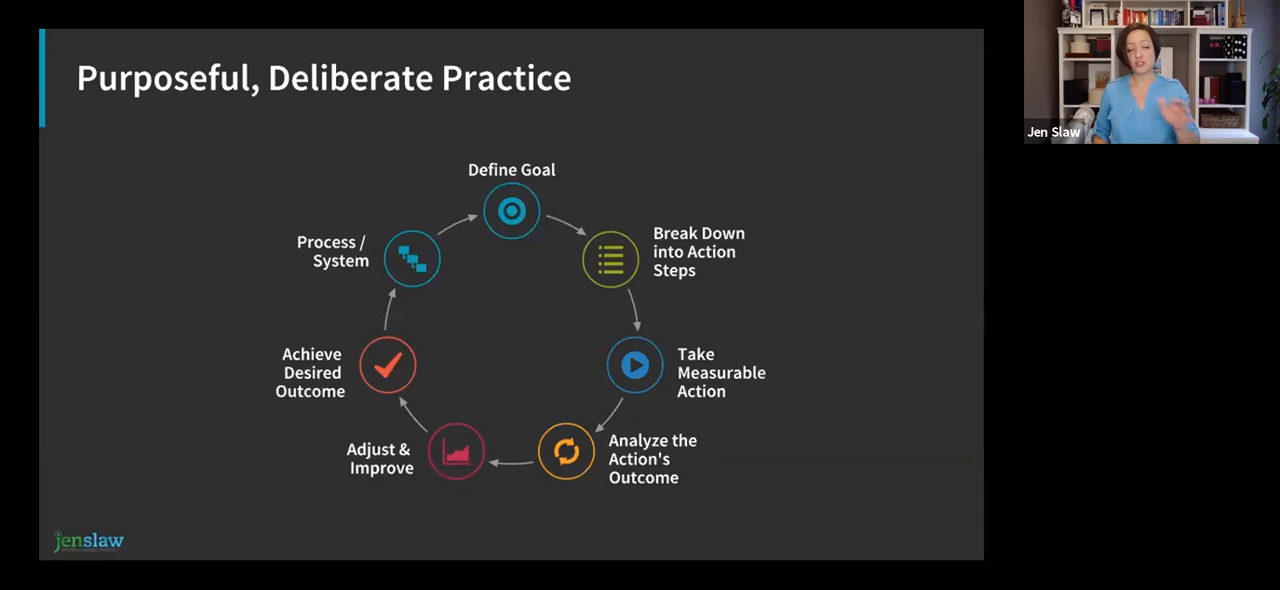 Purposeful, Deliberate Practice
Jen Slaw
Define Goal
Break Down
into Action
Steps
Take
Measurable
Action
Analyze the
Action's
Outcome
Adjust &
Improve
Achieve
Desired
Outcome
Process /
System
jenslaw